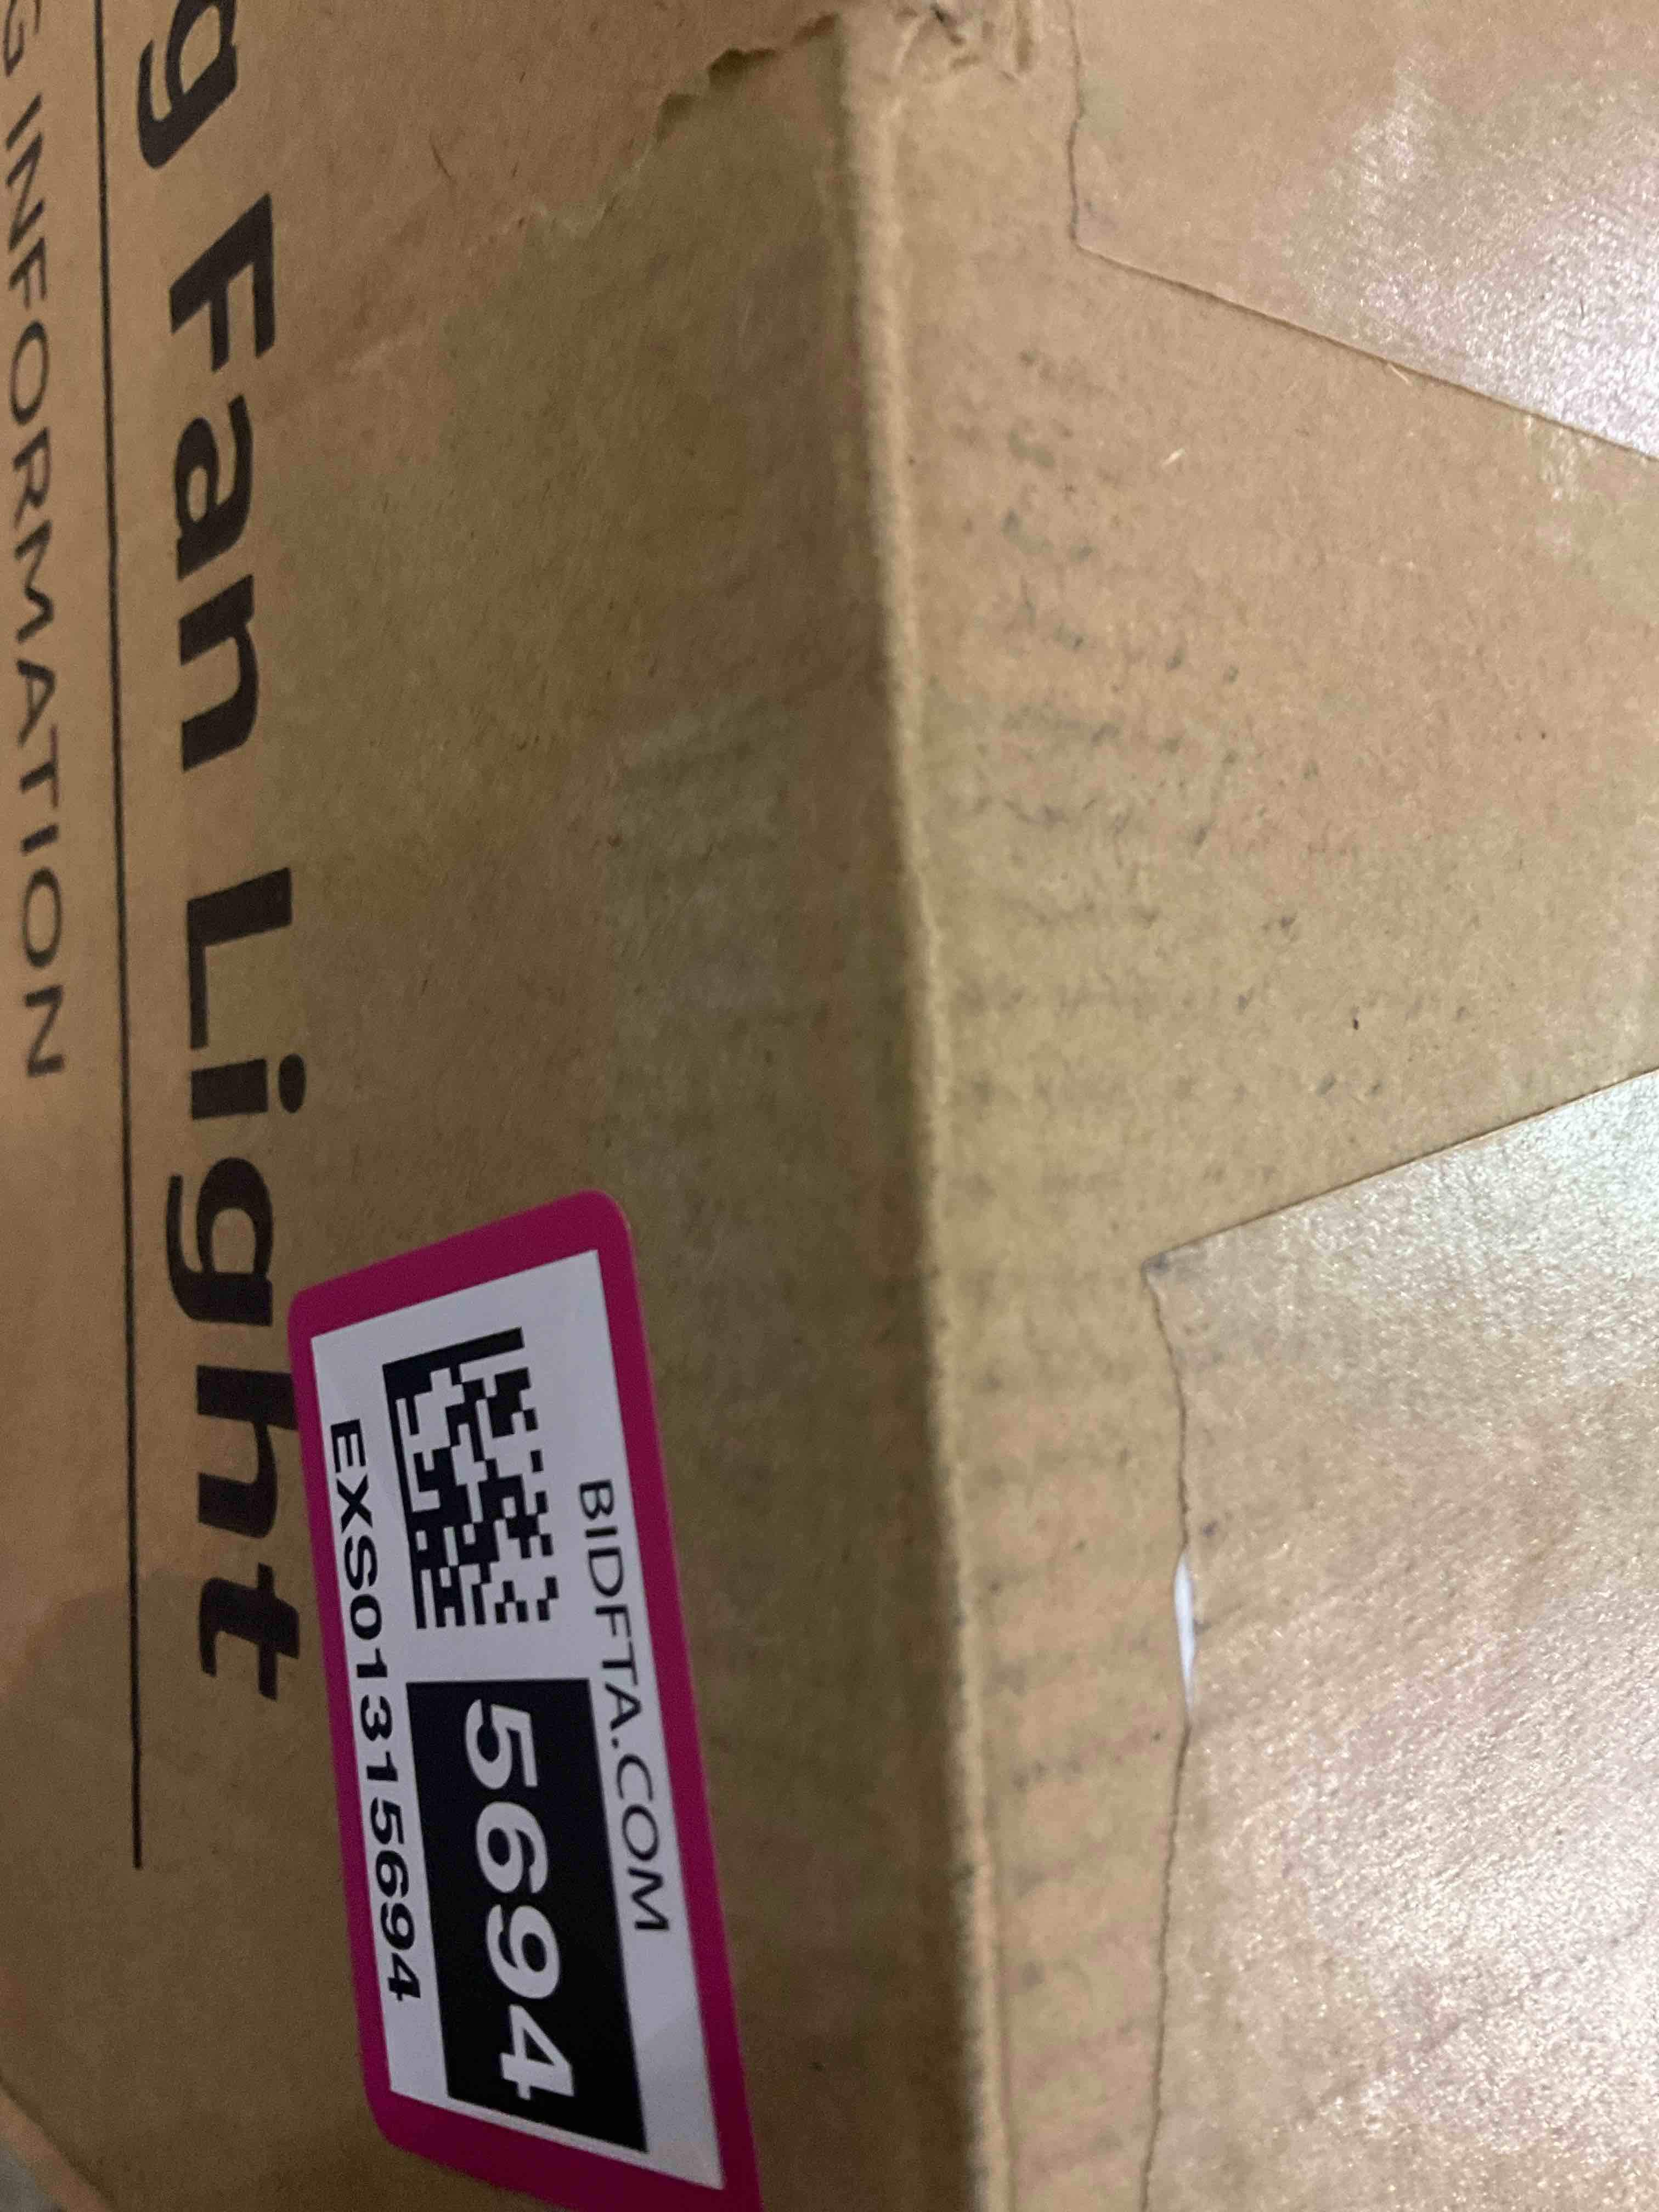 g Fan Light
G INFORMATION
BIDFTA.COM
5694
EXS01315694